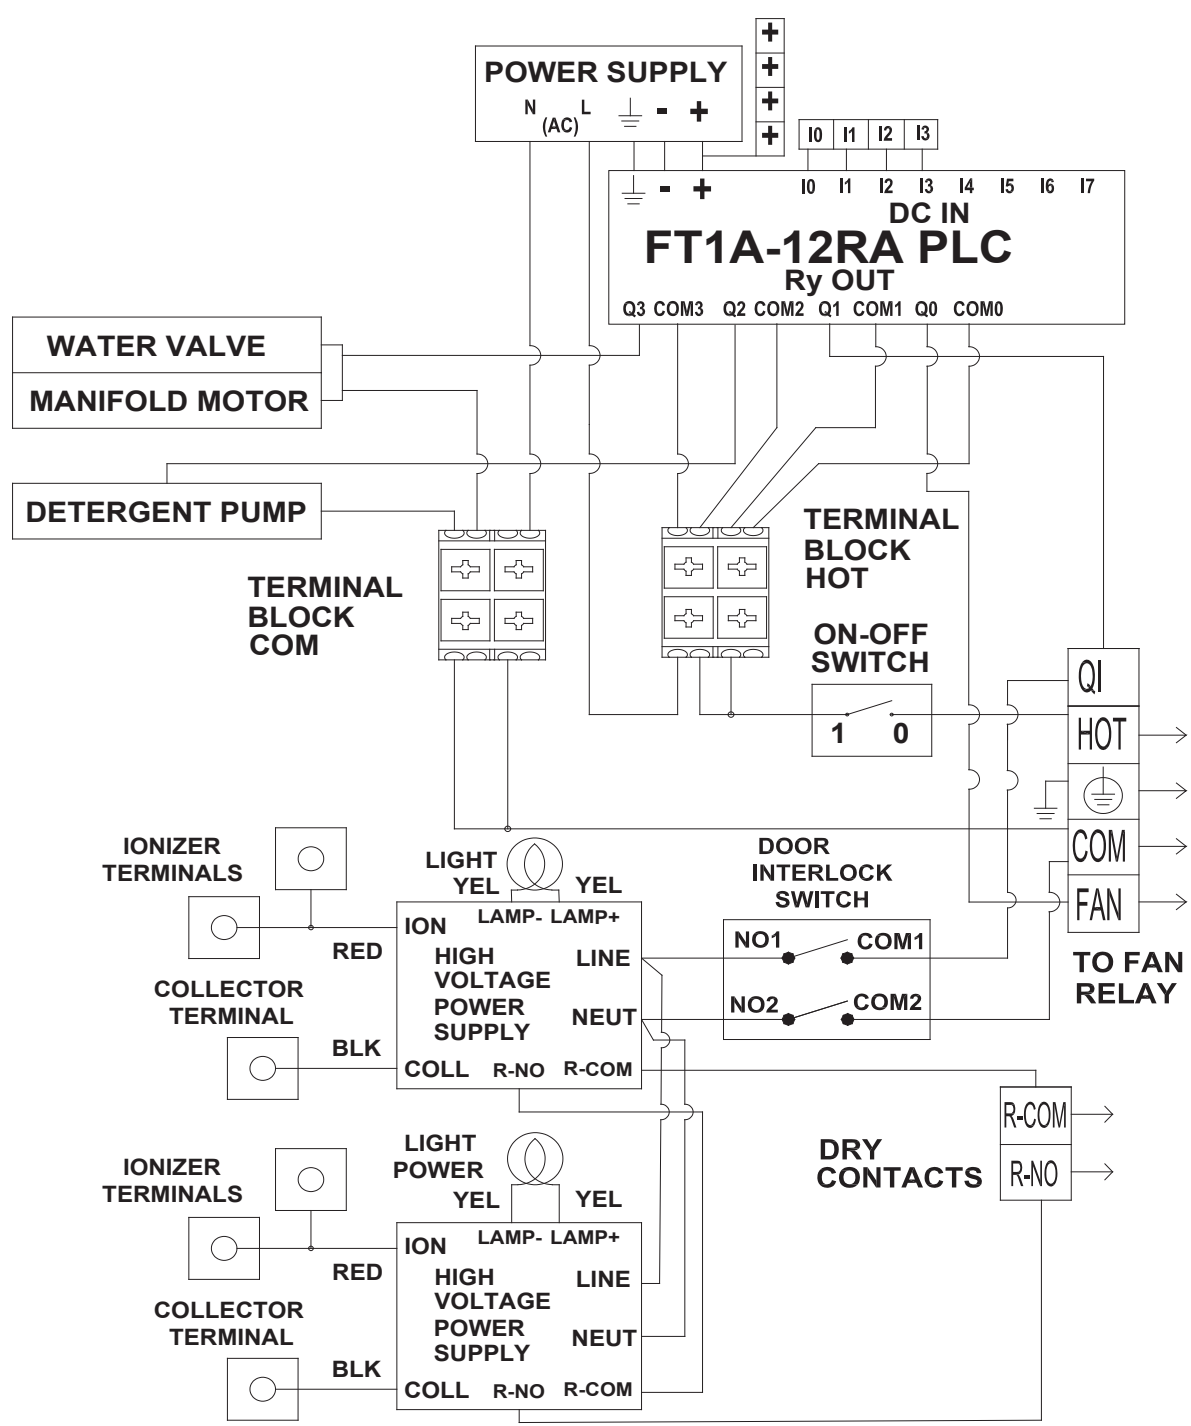 +
+
+
+
POWER SUPPLY
N L - +
(AC)
I0 I1 I2 I3
- + I0 I1 I2 I3 I4 I5 I6 I7
DC IN
FT1A-12RA PLC
Ry OUT
Q3 COM3 Q2 COM2 Q1 COM1 Q0 COM0
WATER VALVE
MANIFOLD MOTOR
DETERGENT PUMP
TERMINAL
BLOCK
COM
TERMINAL
BLOCK
HOT
ON-OFF
SWITCH
1 0
QI
HOT
COM
FAN
TO FAN
RELAY
IONIZER
TERMINALS
LIGHT
YEL YEL
LAMP- LAMP+
ION
RED
HIGH
VOLTAGE
POWER
SUPPLY
LINE
NEUT
COLLECTOR
TERMINAL
BLK
COLL R-NO R-COM
DOOR
INTERLOCK
SWITCH
NO1 COM1
NO2 COM2
R-COM
R-NO
DRY
CONTACTS
IONIZER
TERMINALS
LIGHT
POWER
YEL YEL
LAMP- LAMP+
ION
RED
HIGH
VOLTAGE
POWER
SUPPLY
LINE
NEUT
COLLECTOR
TERMINAL
BLK
COLL R-NO R-COM